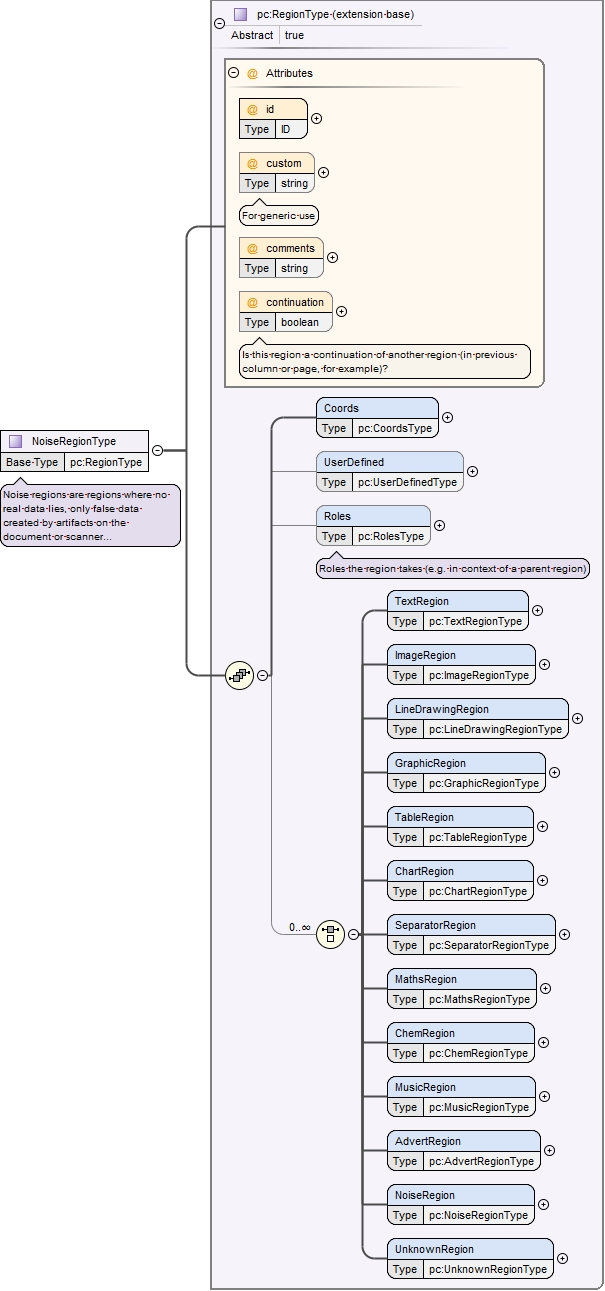 pc:RegionType (extension base)
Abstract true
@ Attributes
@ id
Type ID
@ custom
Type string
For generic use
@ comments
Type string
@ continuation
Type boolean
Is this region a continuation of another region (in previous
column or page, for example)?
NoiseRegionType
Base-Type pc:RegionType
Noise regions are regions where no
real data lies, only false data
created by artifacts on the
document or scanner...
Coords
Type pc:CoordsType
UserDefined
Type pc:UserDefinedType
Roles
Type pc:RolesType
Roles the region takes (e.g. in context of a parent region)
0..∞
TextRegion
Type pc:TextRegionType
ImageRegion
Type pc:ImageRegionType
LineDrawingRegion
Type pc:LineDrawingRegionType
GraphicRegion
Type pc:GraphicRegionType
TableRegion
Type pc:TableRegionType
ChartRegion
Type pc:ChartRegionType
SeparatorRegion
Type pc:SeparatorRegionType
MathsRegion
Type pc:MathsRegionType
ChemRegion
Type pc:ChemRegionType
MusicRegion
Type pc:MusicRegionType
AdvertRegion
Type pc:AdvertRegionType
NoiseRegion
Type pc:NoiseRegionType
UnknownRegion
Type pc:UnknownRegionType